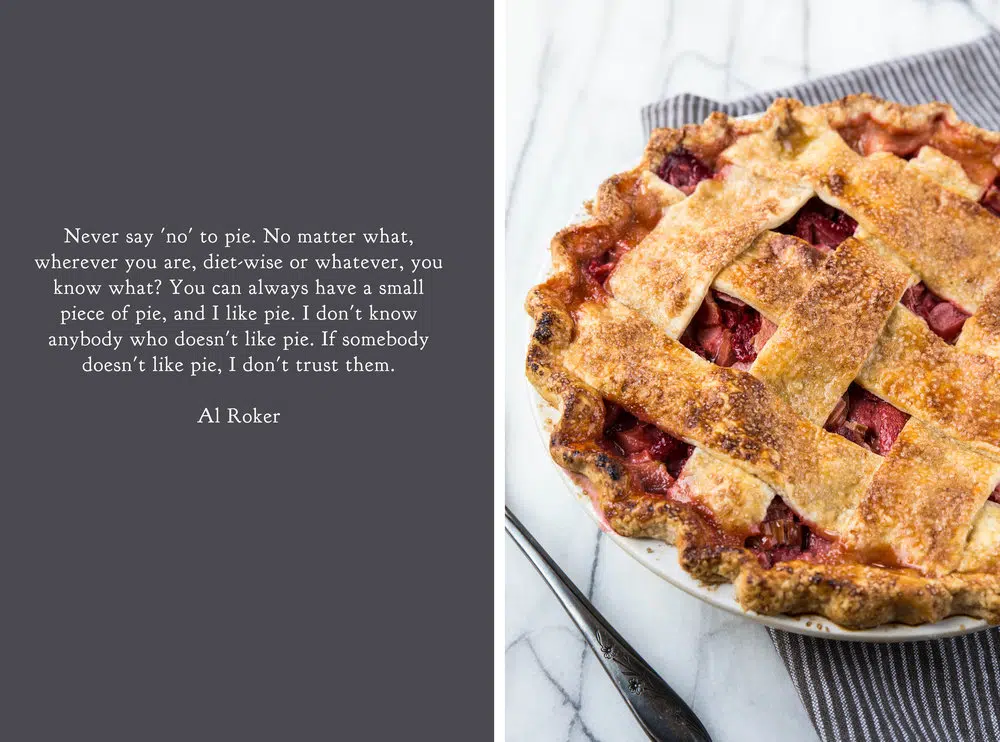 Never say 'no' to pie. No matter what,
wherever you are, diet-wise or whatever, you
know what? You can always have a small
piece of pie, and I like pie. I don't know
anybody who doesn't like pie. If somebody
doesn't like pie, I don't trust them.
Al Roker